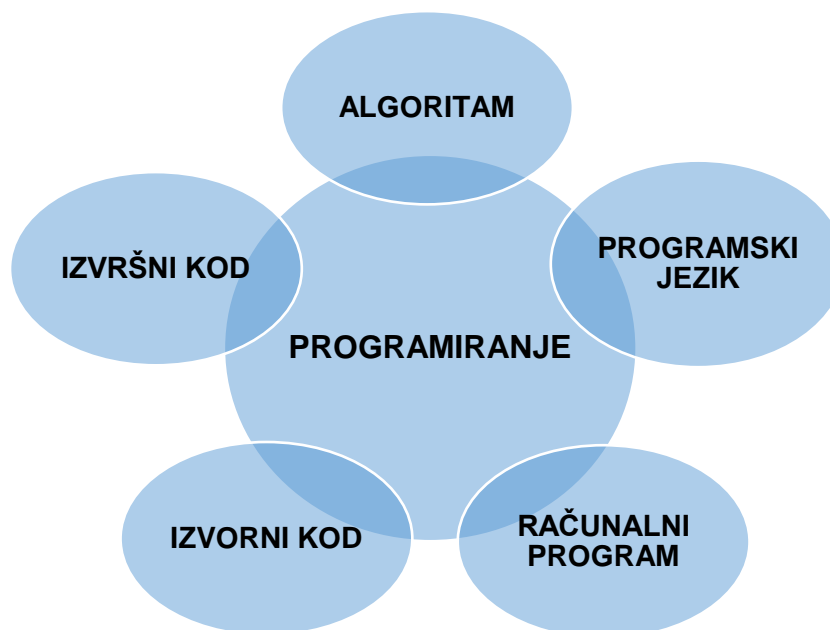 ALGORITAM
PROGRAMSKI
JEZIK
RAČUNALNI
PROGRAM
IZVORNI KOD
IZVRŠNI KOD
PROGRAMIRANJE